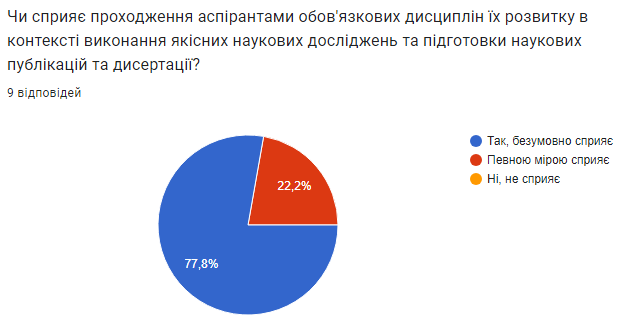 Чи сприяє проходження аспірантами обов'язкових дисциплін їх розвитку в
контексті виконання якісних наукових досліджень та підготовки наукових
публікацій та дисертації?
9 відповідей
Так, безумовно сприяє
Певною мірою сприяє
Ні, не сприяє
22,2%
77,8%